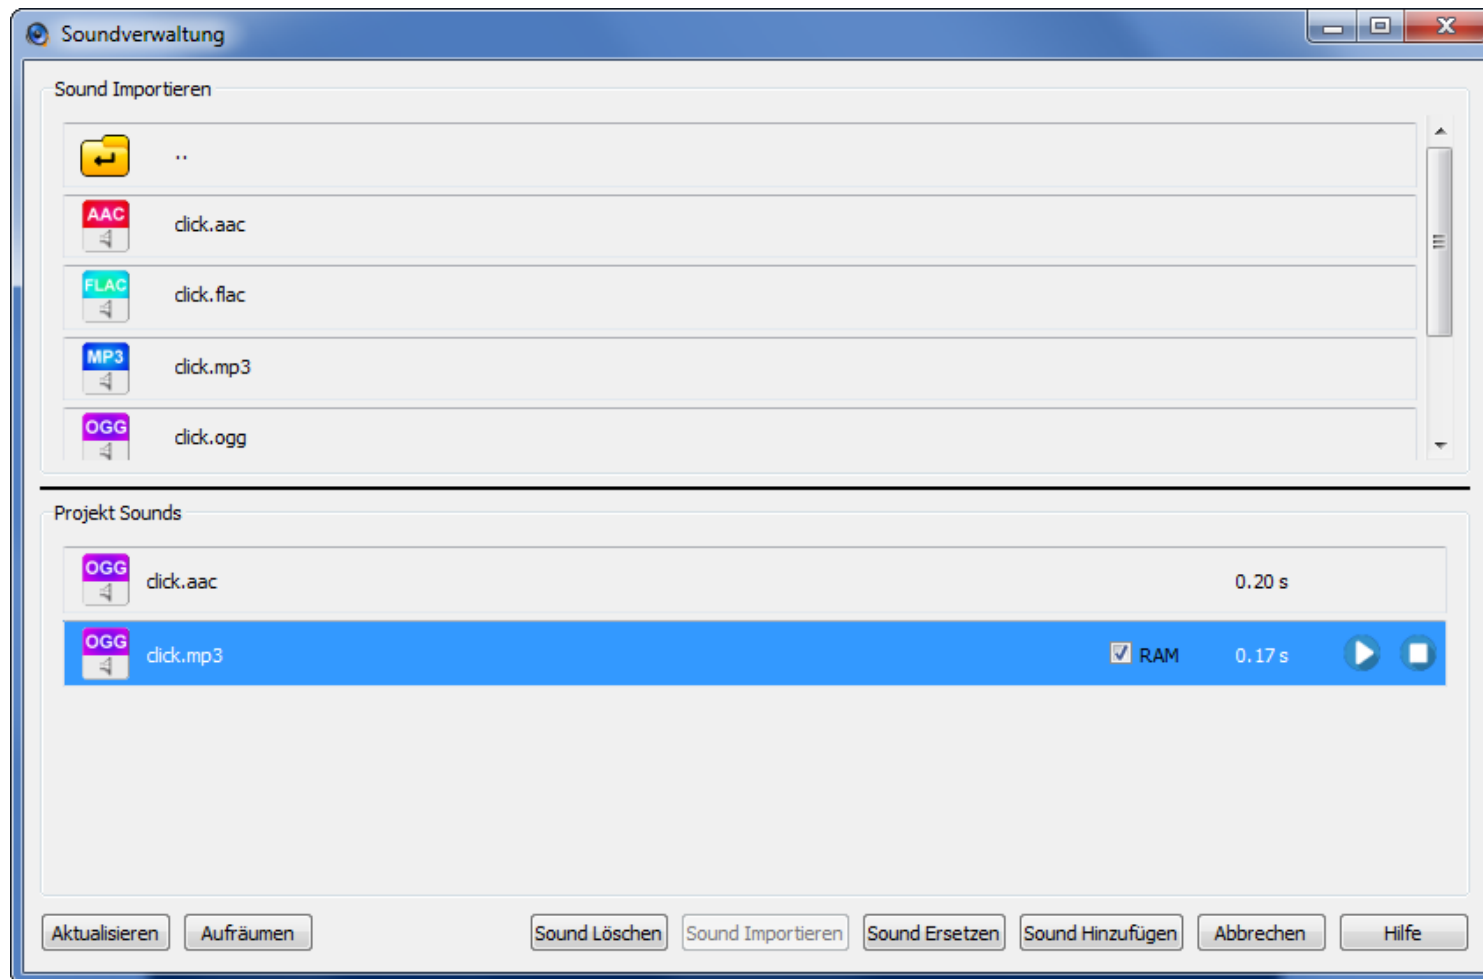 Soundverwaltung
Sound Importieren
..
AAC click.aac
FLAC click.flac
MP3 click.mp3
OGG click.ogg
Projekt Sounds
OGG click.aac 0.20 s
OGG click.mp3 RAM 0.17 s
Aktualisieren Aufräumen Sound Löschen Sound Importieren Sound Ersetzen Sound Hinzufügen Abbrechen Hilfe